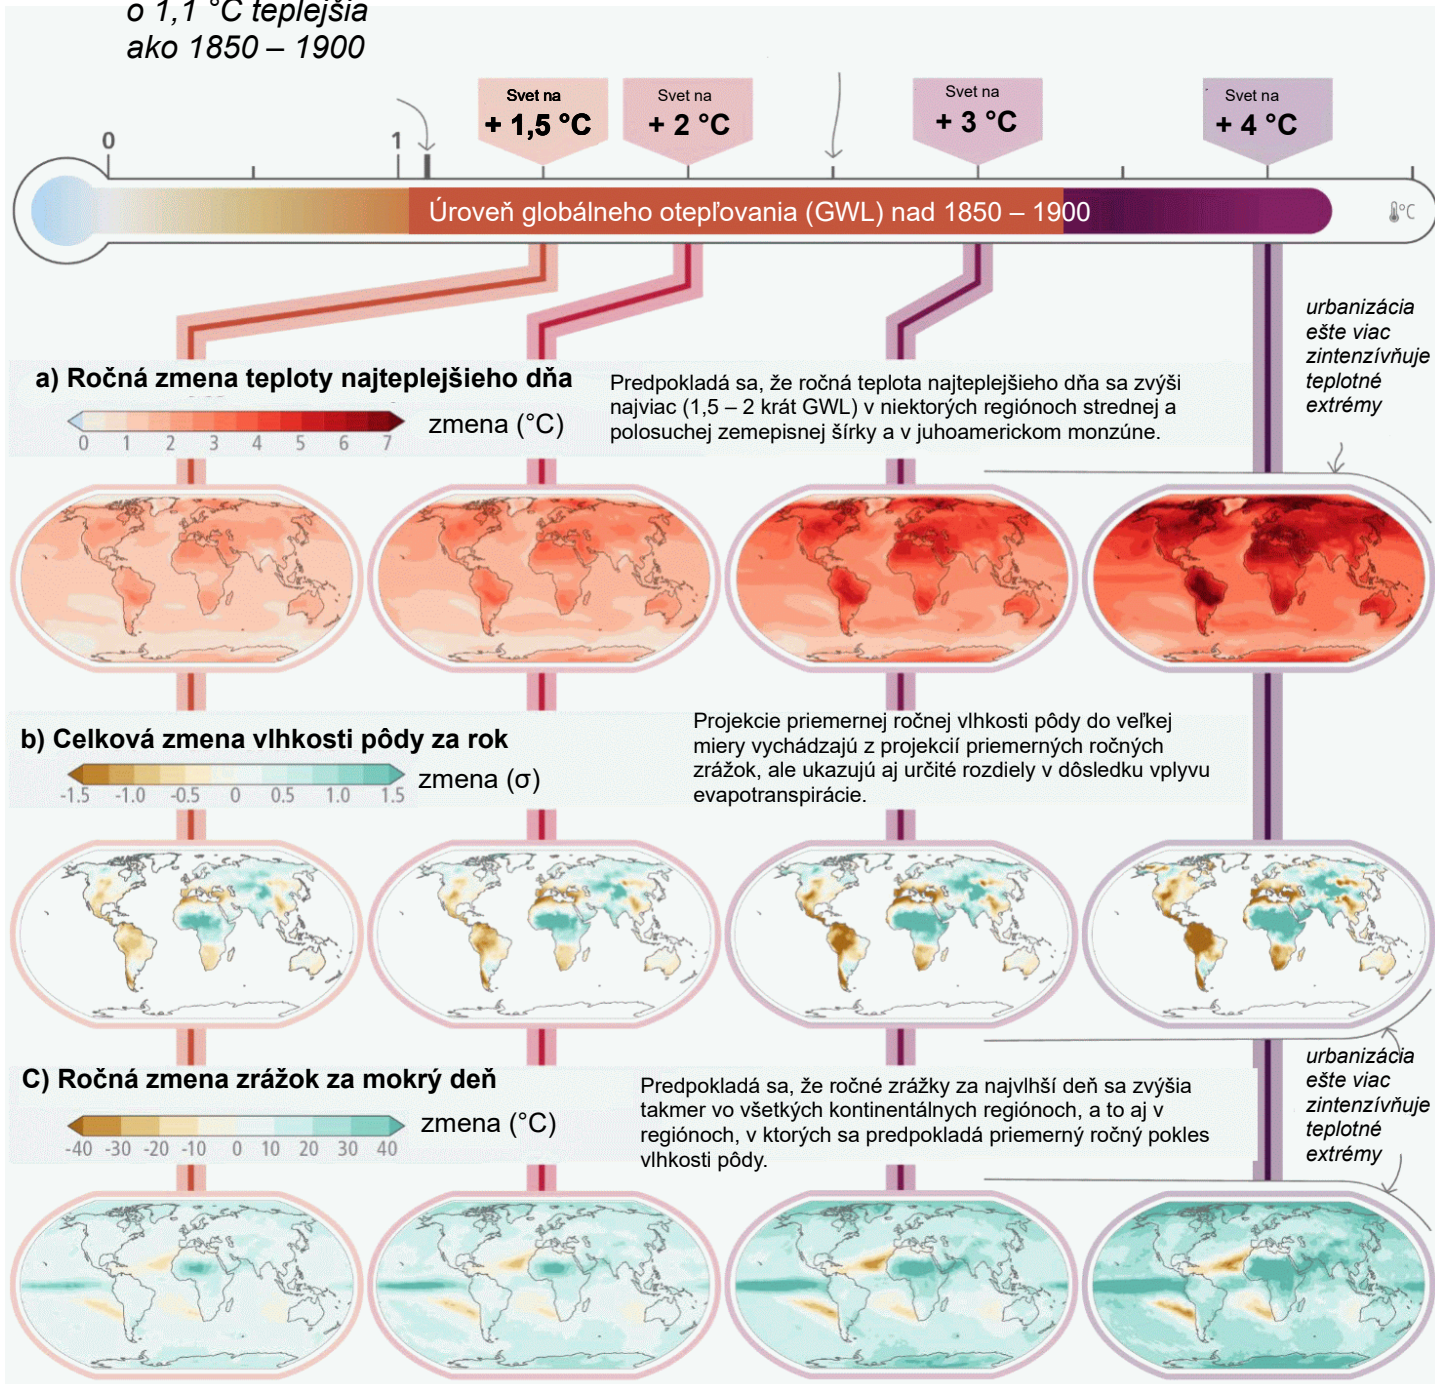 o 1,1 °C teplejšia
ako 1850 – 1900
Svet na
+ 1,5 °C
Svet na
+ 2 °C
Svet na
+ 3 °C
Svet na
+ 4 °C
0
1
Úroveň globálneho otepľovania (GWL) nad 1850 – 1900
°C
urbanizácia
ešte viac
zintenzívňuje
teplotné
extrémy
a) Ročná zmena teploty najteplejšieho dňa
zmena (°C)
0 1 2 3 4 5 6 7
Predpokladá sa, že ročná teplota najteplejšieho dňa sa zvýši
najviac (1,5 – 2 krát GWL) v niektorých regiónoch strednej a
polosuchej zemepisnej šírky a v juhoamerickom monzúne.
b) Celková zmena vlhkosti pôdy za rok
zmena (σ)
-1.5 -1.0 -0.5 0 0.5 1.0 1.5
Projekcie priemernej ročnej vlhkosti pôdy do veľkej
miery vychádzajú z projekcií priemerných ročných
zrážok, ale ukazujú aj určité rozdiely v dôsledku vplyvu
evapotranspirácie.
C) Ročná zmena zrážok za mokrý deň
zmena (°C)
-40 -30 -20 -10 0 10 20 30 40
Predpokladá sa, že ročné zrážky za najvlhší deň sa zvýšia
takmer vo všetkých kontinentálnych regiónoch, a to aj v
regiónoch, v ktorých sa predpokladá priemerný ročný pokles
vlhkosti pôdy.
urbanizácia
ešte viac
zintenzívňuje
teplotné
extrémy